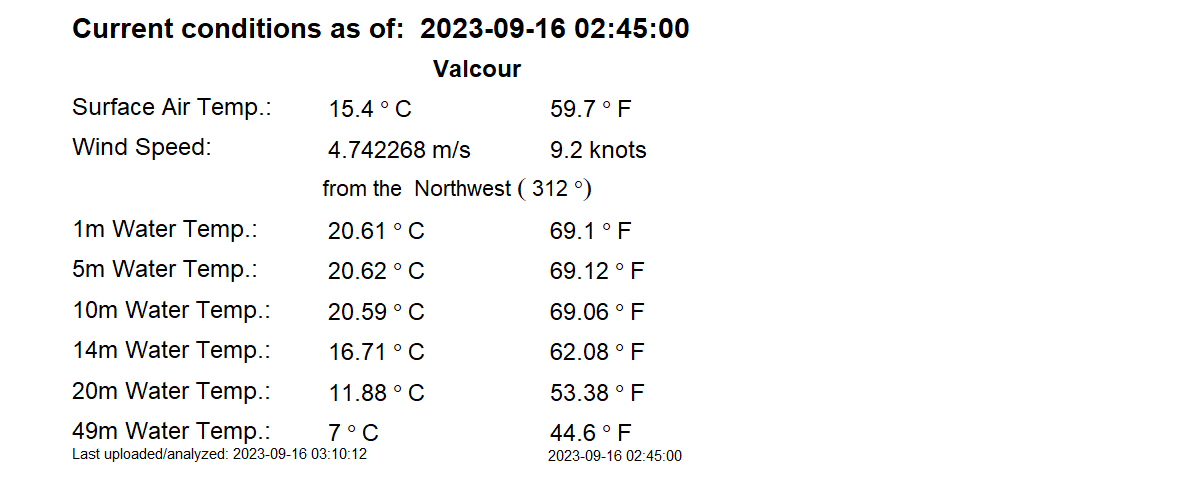 Current conditions as of: 2023-09-16 02:45:00
Valcour
Surface Air Temp.: 15.4 ° C 59.7 ° F
Wind Speed: 4.742268 m/s 9.2 knots
from the Northwest ( 312 °)
1m Water Temp.: 20.61 ° C 69.1 ° F
5m Water Temp.: 20.62 ° C 69.12 ° F
10m Water Temp.: 20.59 ° C 69.06 ° F
14m Water Temp.: 16.71 ° C 62.08 ° F
20m Water Temp.: 11.88 ° C 53.38 ° F
49m Water Temp.: 7 ° C 44.6 ° F
Last uploaded/analyzed: 2023-09-16 03:10:12 2023-09-16 02:45:00